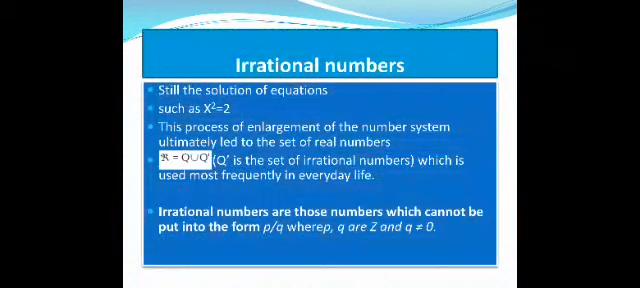 Irrational numbers
Still the solution of equations
such as X²=2
This process of enlargement of the number system
ultimately led to the set of real numbers
ℜ = Q∪Q′ (Q′ is the set of irrational numbers) which is
used most frequently in everyday life.
Irrational numbers are those numbers which cannot be
put into the form p/q where p, q are Z and q ≠ 0.